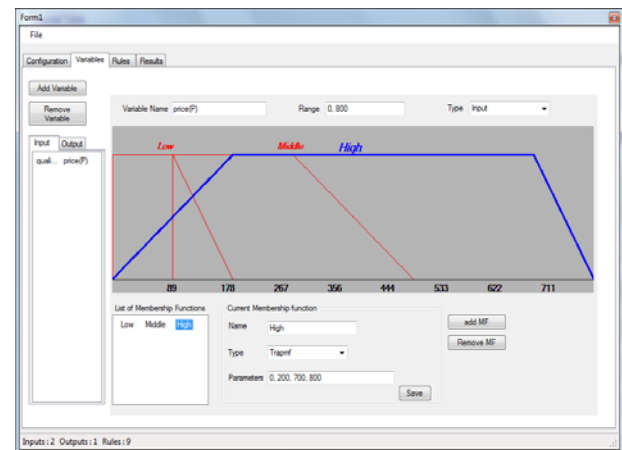 Form1
File
Configuration Variables Rules Results
Add Variable
Remove Variable
Variable Name price(P) Range 0, 800 Type Input
Input Output
quali... price(P)
Low Middle High
89 178 267 356 444 533 622 711
List of Membership Functions
Low Middle High
Current Membership function
Name High
Type Trapmf
Parameters 0, 200, 700, 800
Save
add MF
Remove MF
Inputs : 2 Outputs : 1 Rules : 9